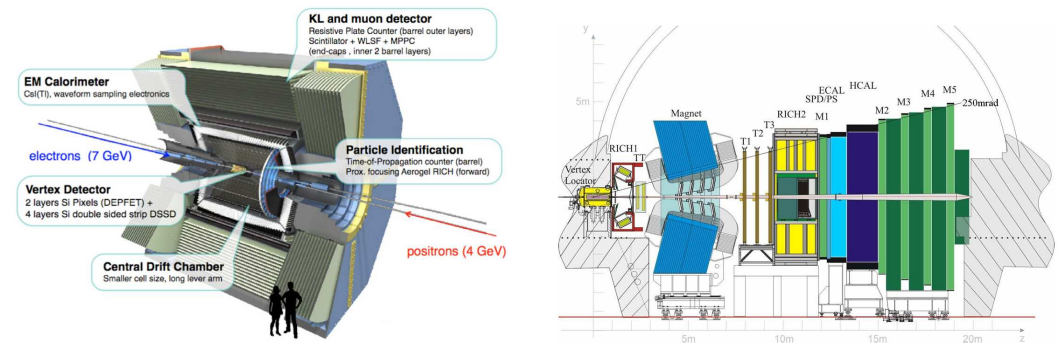 KL and muon detector
Resistive Plate Counter (barrel outer layers)
Scintillator + WLSF + MPPC
(end-caps , inner 2 barrel layers)
EM Calorimeter
CsI(Tl), waveform sampling electronics
electrons (7 GeV)
Particle Identification
Time-of-Propagation counter (barrel)
Prox. focusing Aerogel RICH (forward)
Vertex Detector
2 layers Si Pixels (DEPFET) +
4 layers Si double sided strip DSSD
positrons (4 GeV)
Central Drift Chamber
Smaller cell size, long lever arm
y
5m
Vertex
Locator
RICH1
TT
Magnet
T1
T2
T3
RICH2
SPD/PS
M1
ECAL
HCAL
M2
M3
M4
M5
250mrad
5m
10m
15m
20m
z